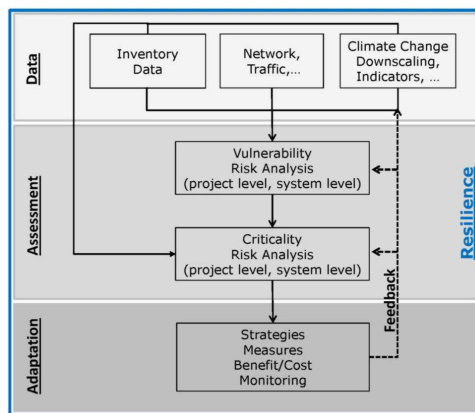 Data
Inventory
Data
Network,
Traffic,...
Climate Change
Downscaling,
Indicators, ...
Assessment
Vulnerability
Risk Analysis
(project level, system level)
Criticality
Risk Analysis
(project level, system level)
Resilience
Feedback
Adaptation
Strategies
Measures
Benefit/Cost
Monitoring